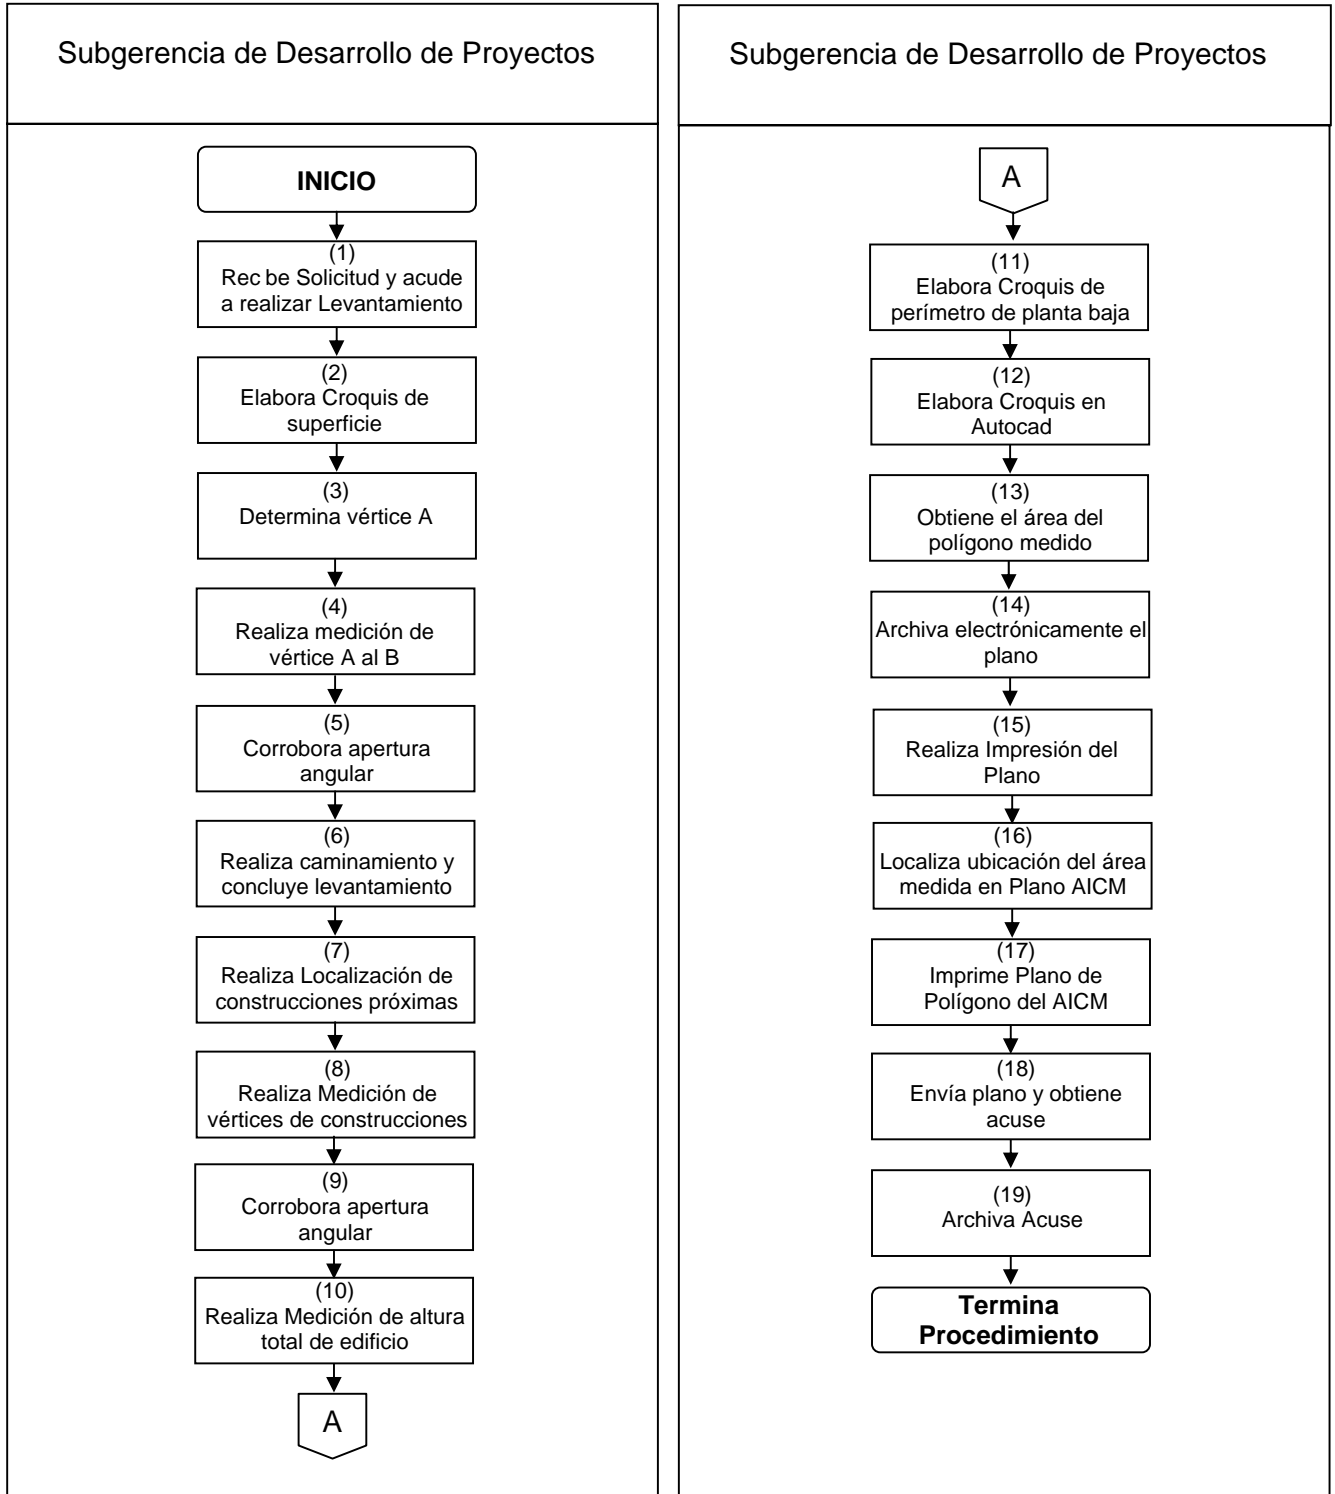 Subgerencia de Desarrollo de Proyectos
INICIO
(1)
Rec be Solicitud y acude
a realizar Levantamiento
(2)
Elabora Croquis de
superficie
(3)
Determina vértice A
(4)
Realiza medición de
vértice A al B
(5)
Corrobora apertura
angular
(6)
Realiza caminamiento y
concluye levantamiento
(7)
Realiza Localización de
construcciones próximas
(8)
Realiza Medición de
vértices de construcciones
(9)
Corrobora apertura
angular
(10)
Realiza Medición de altura
total de edificio
A
Subgerencia de Desarrollo de Proyectos
A
(11)
Elabora Croquis de
perímetro de planta baja
(12)
Elabora Croquis en
Autocad
(13)
Obtiene el área del
polígono medido
(14)
Archiva electrónicamente el
plano
(15)
Realiza Impresión del
Plano
(16)
Localiza ubicación del área
medida en Plano AICM
(17)
Imprime Plano de
Polígono del AICM
(18)
Envía plano y obtiene
acuse
(19)
Archiva Acuse
Termina
Procedimiento